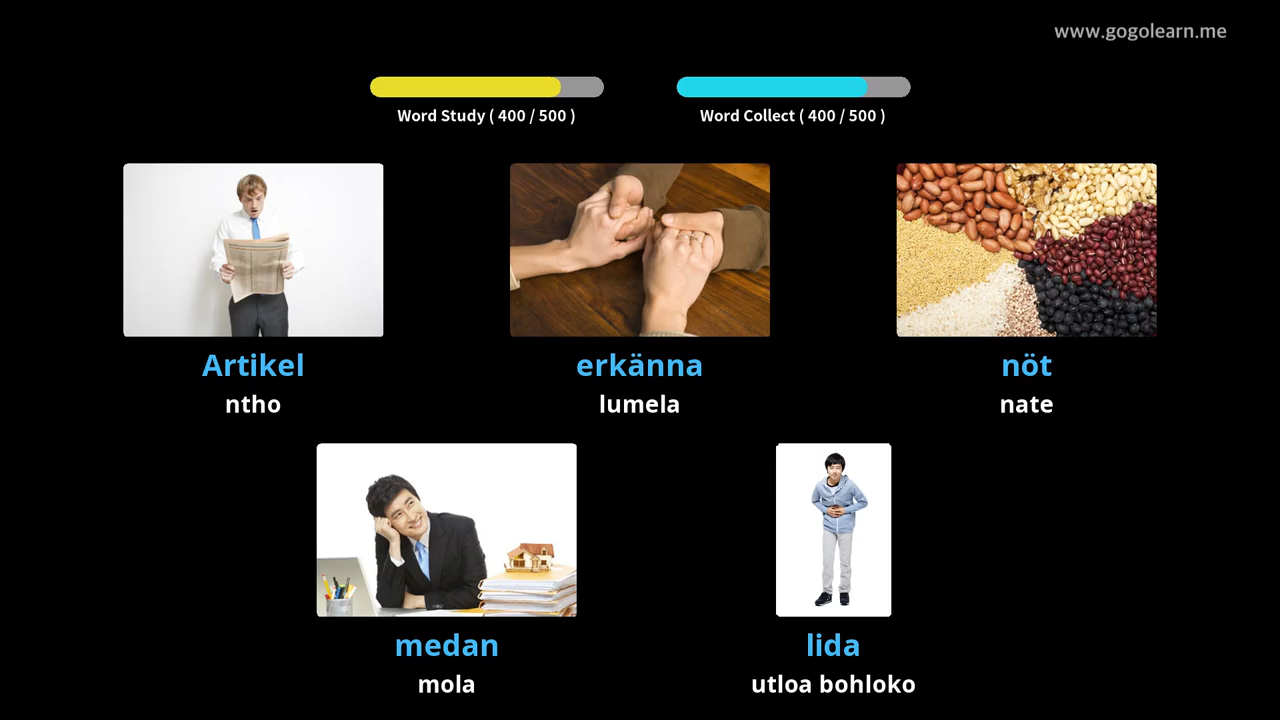 www.gogolearn.me
Word Study ( 400 / 500 )
Word Collect ( 400 / 500 )
Artikel
ntho
erkänna
lumela
nöt
nate
medan
mola
lida
utloa bohloko